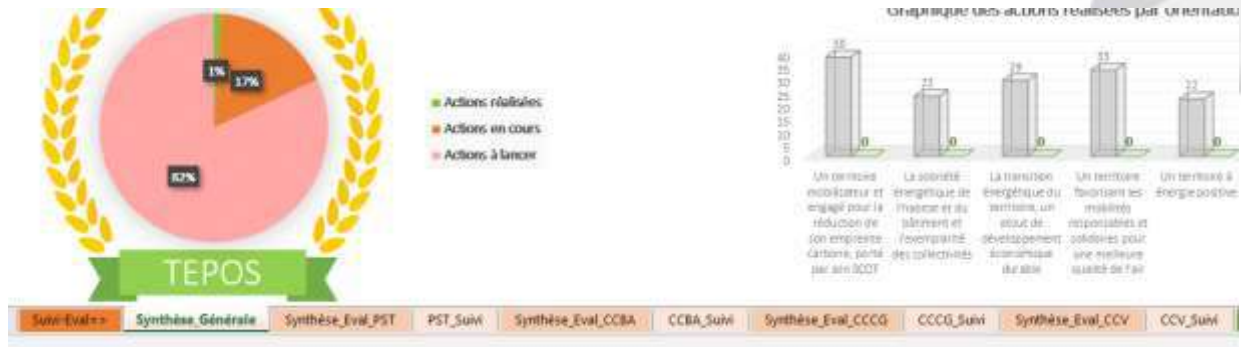 Graphique des actions réalisées par orientatio
1%
17%
82%
Actions réalisées
Actions en cours
Actions à lancer
TEPOS
40
35
30
25
20
15
10
5
0
38
23
29
33
22
0
0
0
0
0
Un territoire
mobilisateur et
engagé pour la
réduction de
son empreinte
carbone, porté
par son SCOT
La sobriété
énergétique de
l'habitat et du
bâtiment et
l'exemplarité
des collectivités
La transition
énergétique du
territoire, un
atout de
développement
économique
durable
Un territoire
favorisant les
mobilités
responsables et
solidaires pour
une meilleure
qualité de l'air
Un territoire à
énergie positive
Suivi-Eval=>
Synthèse_Générale
Synthèse_Eval_PST
PST_Suivi
Synthèse_Eval_CCBA
CCBA_Suivi
Synthèse_Eval_CCCG
CCCG_Suivi
Synthèse_Eval_CCV
CCV_Suivi